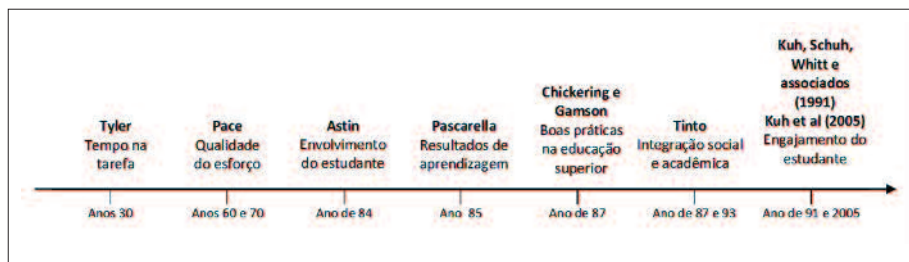 Tyler
Tempo na
tarefa
Anos 30
Pace
Qualidade
do esforço
Anos 60 e 70
Astin
Envolvimento
do estudante
Ano de 84
Pascarella
Resultados de
aprendizagem
Ano 85
Chickering e
Gamson
Boas práticas
na educação
superior
Ano de 87
Tinto
Integração social
e acadêmica
Ano de 87 e 93
Kuh, Schuh,
Whitt e
associados
(1991)
Kuh et al (2005)
Engajamento do
estudante
Ano de 91 e 2005